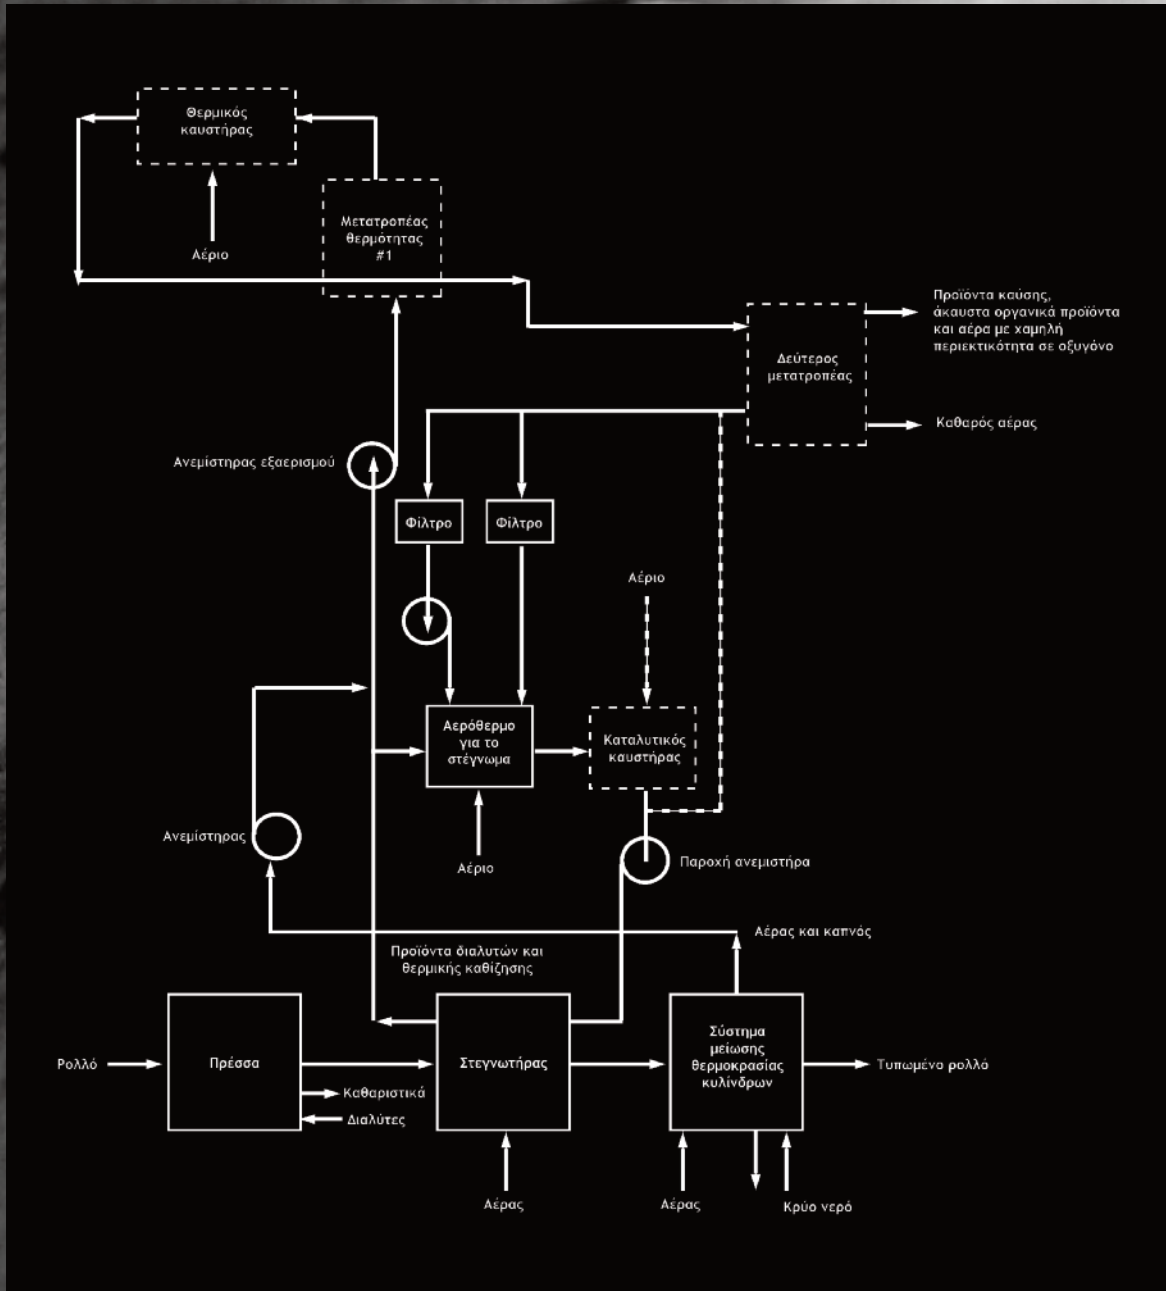 Θερμικός
καυστήρας
Μετατροπέας
θερμότητας
#1
Αέριο
Προϊόντα καύσης,
άκαυστα οργανικά προϊόντα
και αέρα με χαμηλή
περιεκτικότητα σε οξυγόνο
Δεύτερος
μετατροπέας
Καθαρός αέρας
Ανεμίστηρας εξαερισμού
Φίλτρο
Φίλτρο
Αέριο
Αερόθερμο
για το
στέγνωμα
Καταλυτικός
καυστήρας
Ανεμίστηρας
Αέριο
Παροχή ανεμιστήρα
Αέρας και καπνός
Προϊόντα διαλυτών και
θερμικής καθίζησης
Ρολλό
Πρέσσα
Στεγνωτήρας
Σύστημα
μείωσης
θερμοκρασίας
κυλίνδρων
Τυπωμένο ρολλό
Καθαριστικά
Διαλύτες
Αέρας
Αέρας
Κρύο νερό